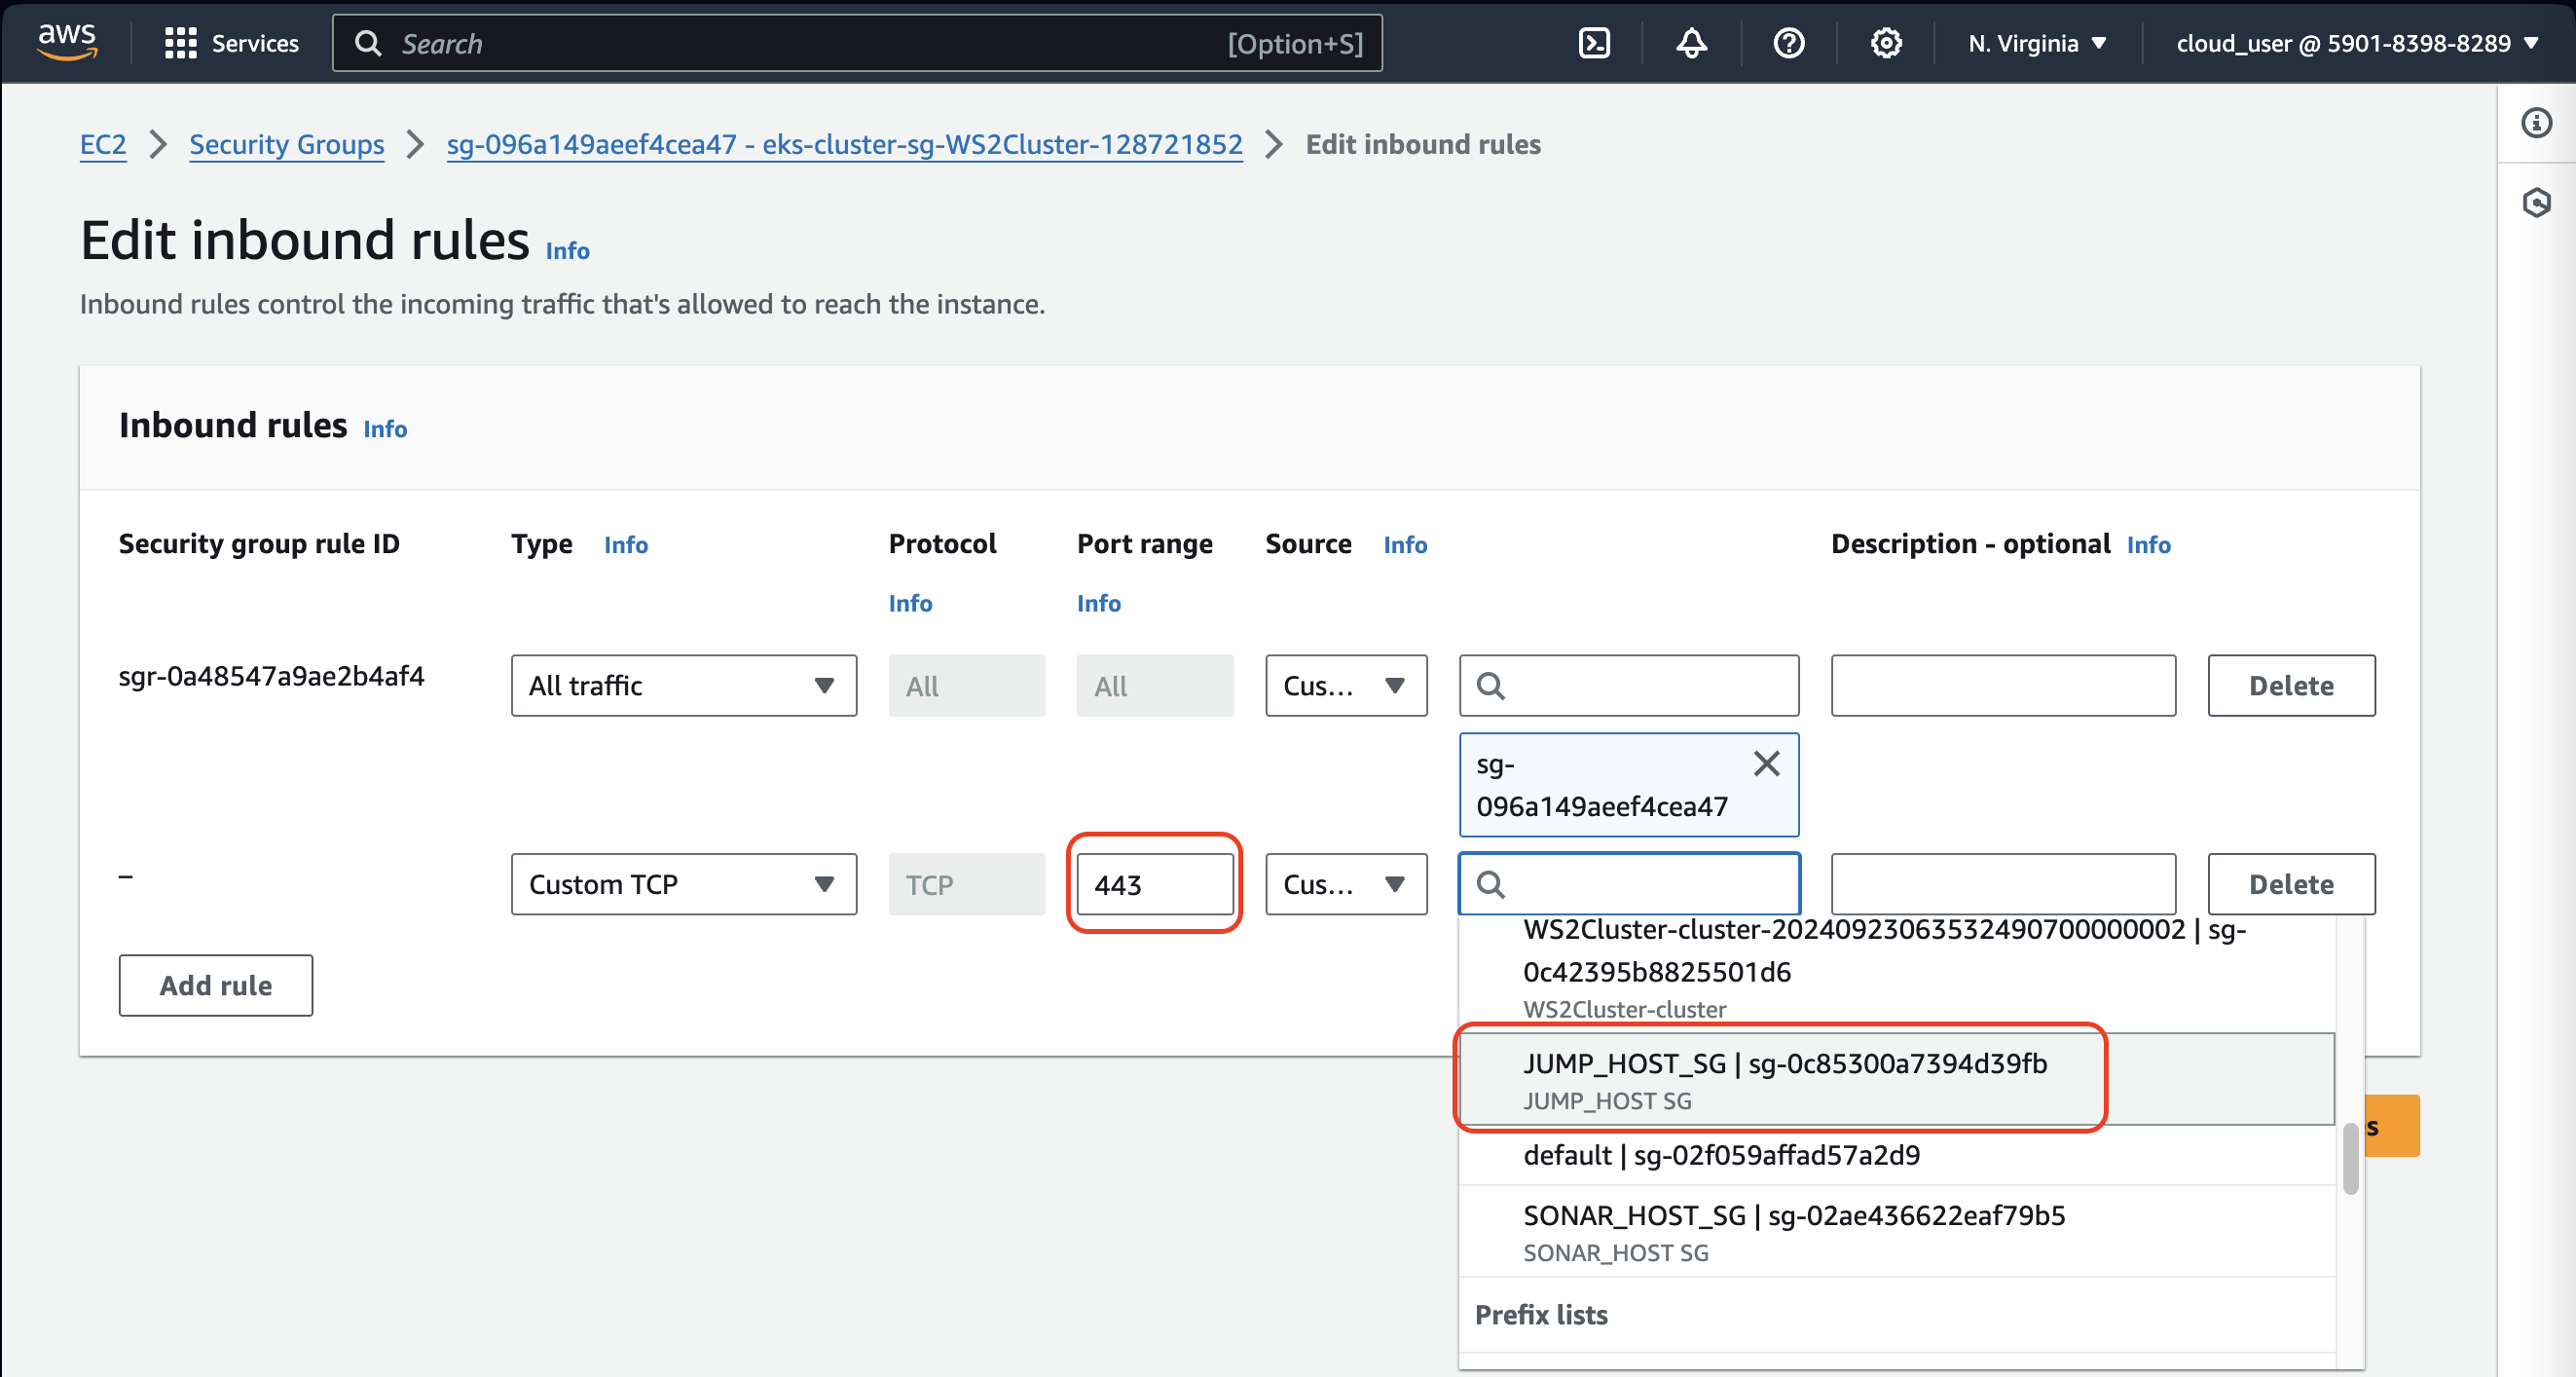 aws
Services
Search
[Option+S]
N. Virginia
cloud_user @ 5901-8398-8289
EC2
Security Groups
sg-096a149aeef4cea47 - eks-cluster-sg-WS2Cluster-128721852
Edit inbound rules
Edit inbound rules Info
Inbound rules control the incoming traffic that's allowed to reach the instance.
Inbound rules Info
Security group rule ID
Type Info
Protocol
Info
Port range
Info
Source Info
Description - optional Info
sgr-0a48547a9ae2b4af4
All traffic
All
All
Cus...
Delete
sg-
096a149aeef4cea47
–
Custom TCP
TCP
443
Cus...
Delete
WS2Cluster-cluster-20240923063532490700000002 | sg-
0c42395b8825501d6
WS2Cluster-cluster
Add rule
JUMP_HOST_SG | sg-0c85300a7394d39fb
JUMP_HOST SG
default | sg-02f059affad57a2d9
SONAR_HOST_SG | sg-02ae436622eaf79b5
SONAR_HOST SG
Prefix lists